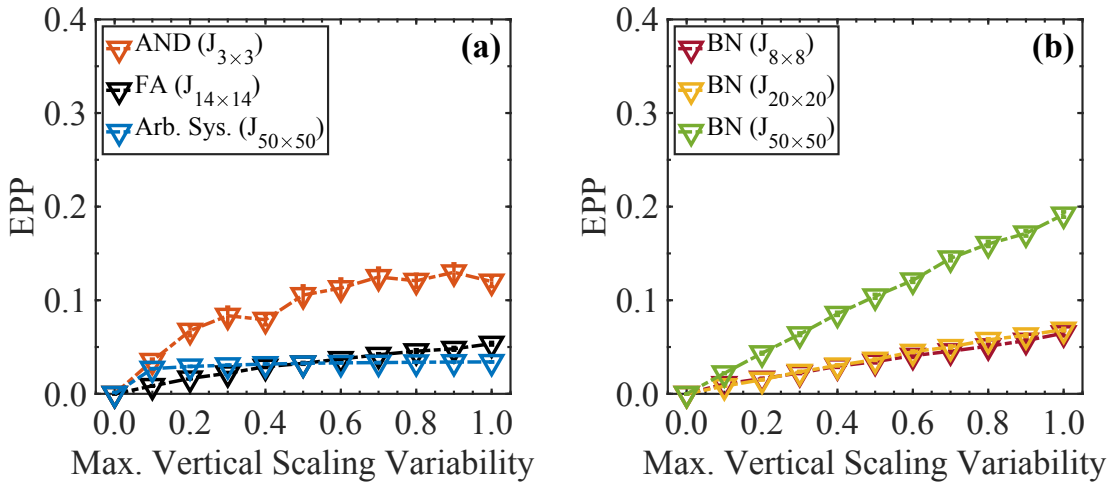 (a)
AND (J3×3)
FA (J14×14)
Arb. Sys. (J50×50)
0.4
0.3
0.2
0.1
0.0
EPP
0.0 0.2 0.4 0.6 0.8 1.0
Max. Vertical Scaling Variability
(b)
BN (J8×8)
BN (J20×20)
BN (J50×50)
0.4
0.3
0.2
0.1
0.0
EPP
0.0 0.2 0.4 0.6 0.8 1.0
Max. Vertical Scaling Variability